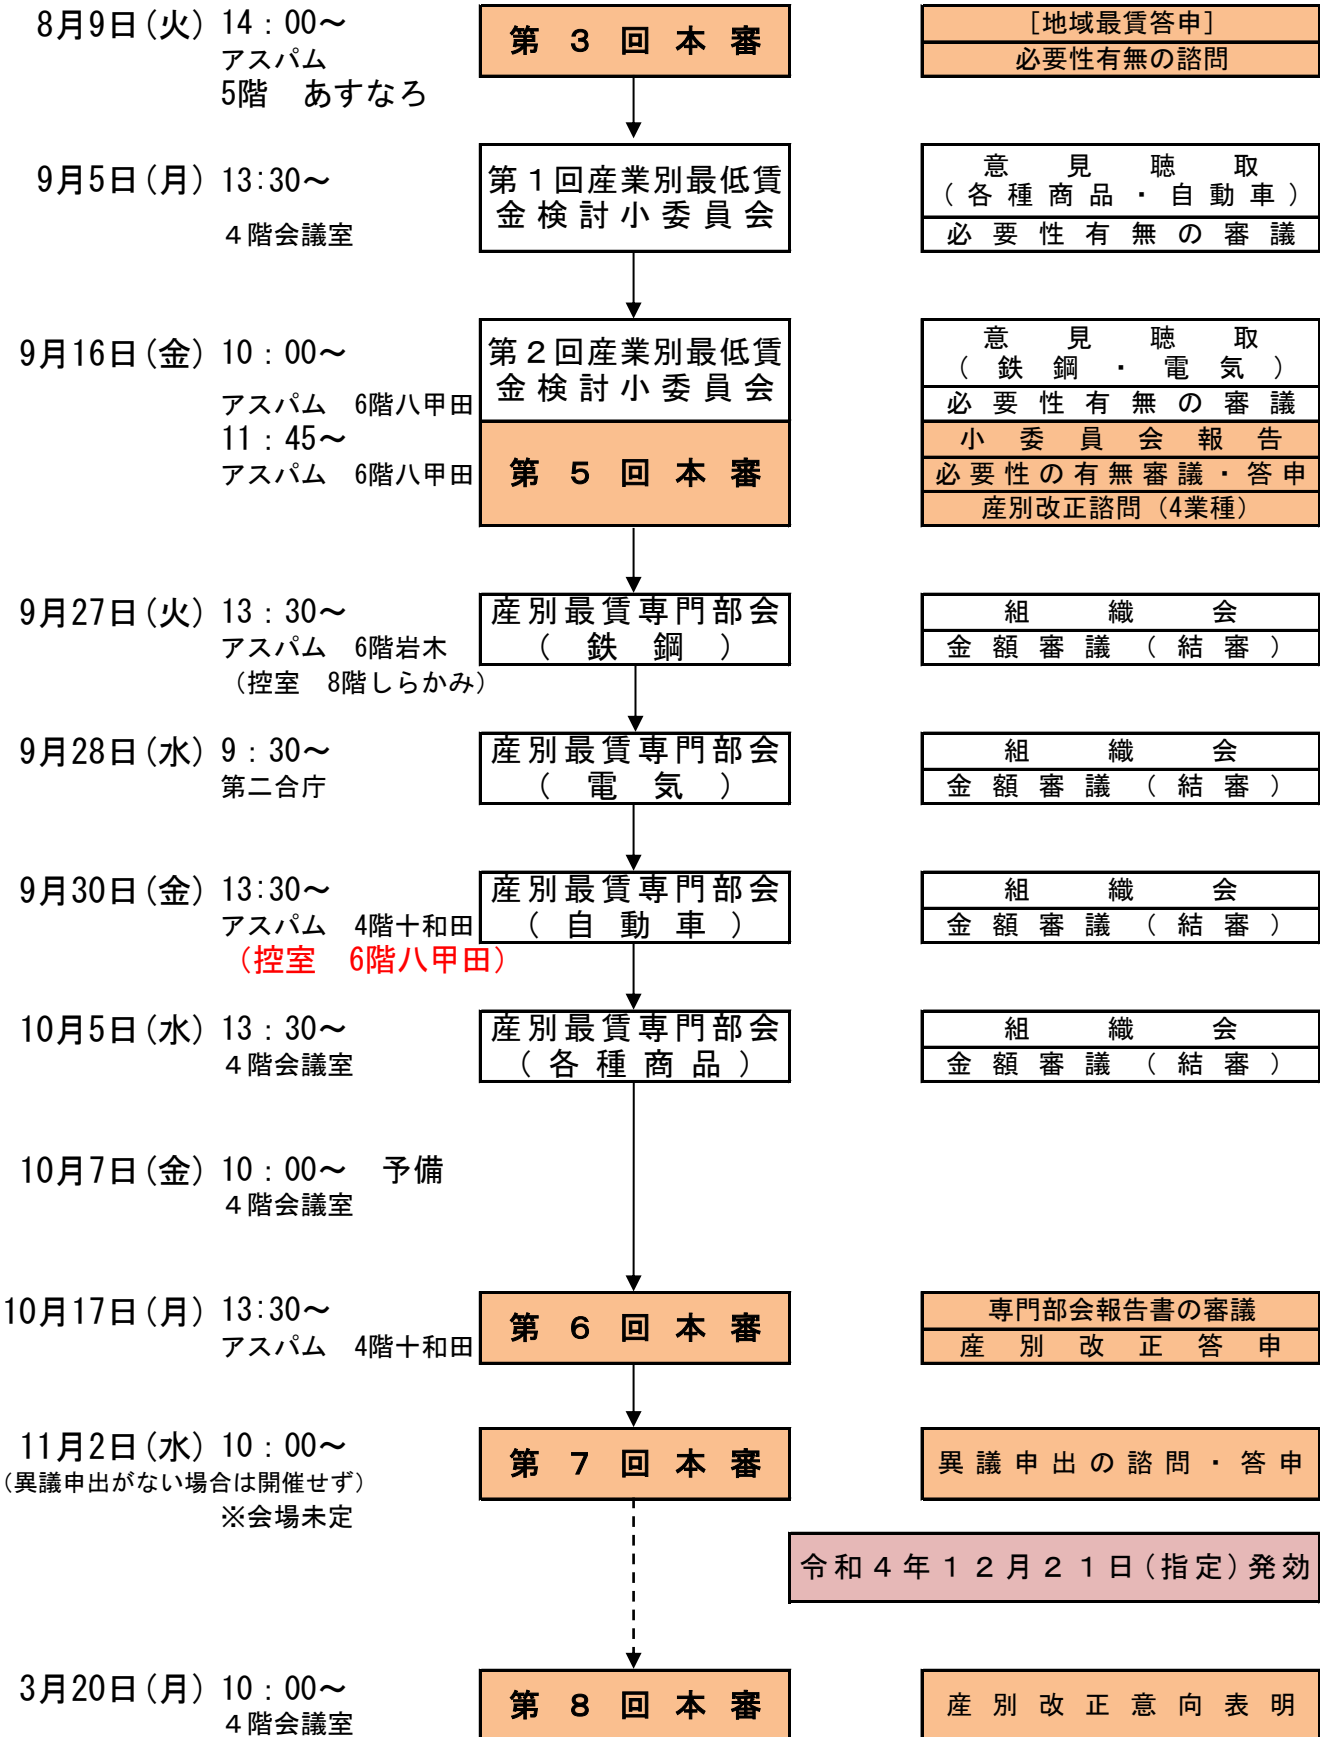 8月9日(火) 14：00～
アスパム
5階　あすなろ
第3回本審
[地域最賃答申]
必要性有無の諮問
9月5日(月) 13:30～
４階会議室
第１回産業別最低賃
金検討小委員会
意見聴取
(各種商品・自動車)
必要性有無の審議
9月16日(金) 10：00～
アスパム　6階八甲田
第２回産業別最低賃
金検討小委員会
意見聴取
(鉄鋼・電気)
必要性有無の審議
11：45～
アスパム　6階八甲田
第5回本審
小委員会報告
必要性の有無審議・答申
産別改正諮問（4業種）
9月27日(火) 13：30～
アスパム　6階岩木
（控室　8階しらかみ）
産別最賃専門部会
(鉄鋼)
組織会
金額審議(結審)
9月28日(水) 9：30～
第二合庁
産別最賃専門部会
(電気)
組織会
金額審議(結審)
9月30日(金) 13:30～
アスパム　4階十和田
（控室　6階八甲田）
産別最賃専門部会
(自動車)
組織会
金額審議(結審)
10月5日(水) 13：30～
４階会議室
産別最賃専門部会
(各種商品)
組織会
金額審議(結審)
10月7日(金) 10：00～　予備
４階会議室
10月17日(月) 13:30～
アスパム　4階十和田
第6回本審
専門部会報告書の審議
産別改正答申
11月2日(水) 10：00～
（異議申出がない場合は開催せず）
※会場未定
第7回本審
異議申出の諮問・答申
令和４年１２月２１日(指定)発効
3月20日(月) 10：00～
４階会議室
第8回本審
産別改正意向表明